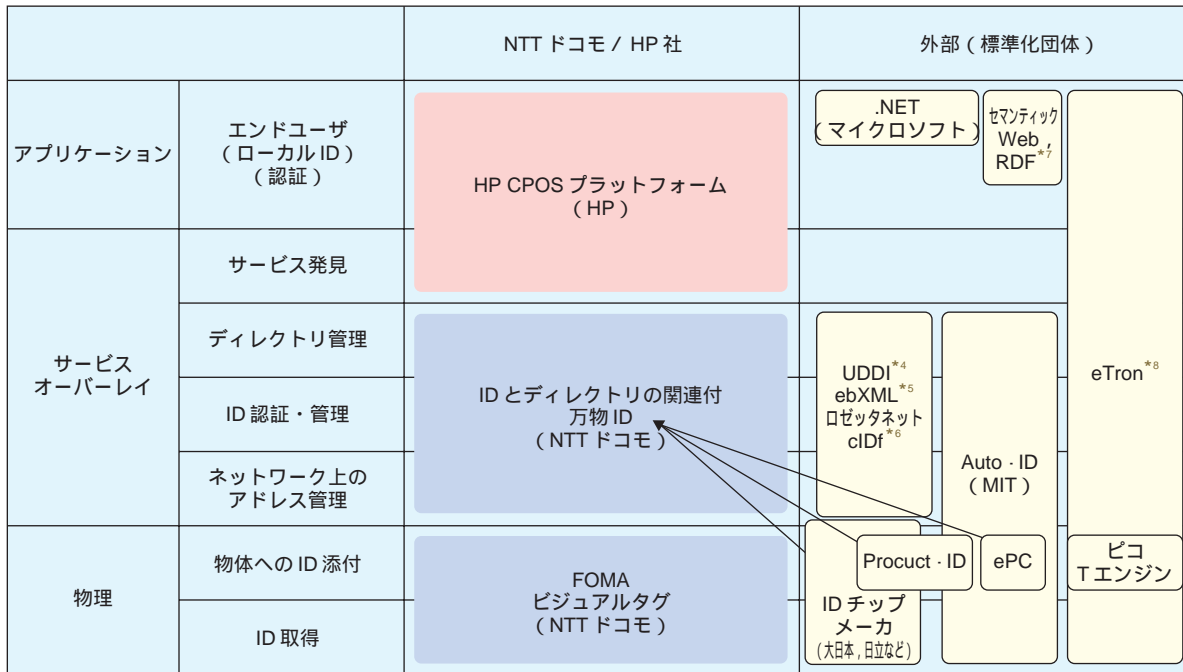 NTT ドコモ / HP 社
外部（標準化団体）
アプリケーション
エンドユーザ
（ローカル ID）
（認証）
HP CPOS プラットフォーム
（HP）
.NET
（マイクロソフト）
セマンティック
Web ,
RDF*7
サービス発見
サービス
オーバーレイ
ディレクトリ管理
ID 認証・管理
ネットワーク上の
アドレス管理
ID とディレクトリの関連付
万物 ID
（NTT ドコモ）
UDDI*4
ebXML*5
ロゼッタネット
cIDf*6
Auto · ID
（MIT）
eTron*8
物理
物体への ID 添付
ID 取得
FOMA
ビジュアルタグ
（NTT ドコモ）
Procuct · ID
ePC
ピコ
T エンジン
ID チップ
メーカ
（大日本 , 日立など）